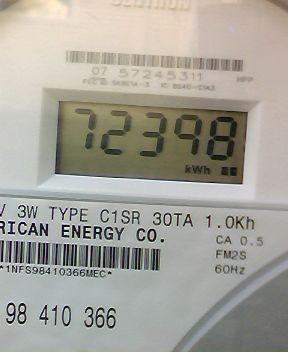 CENTRON
07 57245311
72398
kWh
V 3W TYPE C1SR 30TA 1.0Kh
RICAN ENERGY CO.
CA 0.5
FM2S
60Hz
*1NFS98410366MEC*
98 410 366